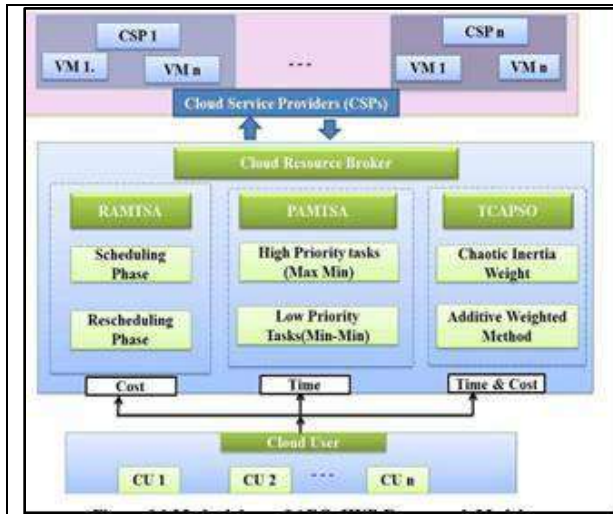 CSP 1
VM 1.
VM n
- - -
CSP n
VM 1
VM n
Cloud Service Providers (CSPs)
Cloud Resource Broker
RAMTSA
Scheduling
Phase
Rescheduling
Phase
PAMTSA
High Priority tasks
(Max Min)
Low Priority
Tasks(Min-Min)
TCAPSO
Chaotic Inertia
Weight
Additive Weighted
Method
Cost
Time
Time & Cost
Cloud User
CU 1
CU 2
- - -
CU n